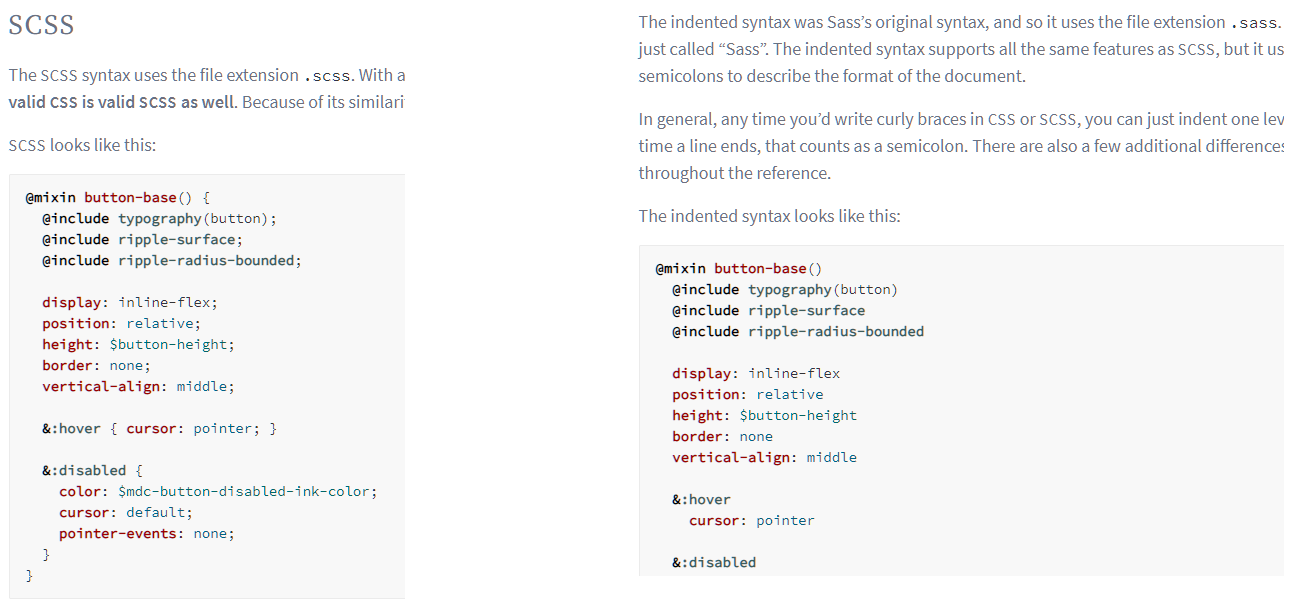 SCSS
The SCSS syntax uses the file extension .scss. With a
valid CSS is valid SCSS as well. Because of its similari
SCSS looks like this:
@mixin button-base() {
  @include typography(button);
  @include ripple-surface;
  @include ripple-radius-bounded;
  display: inline-flex;
  position: relative;
  height: $button-height;
  border: none;
  vertical-align: middle;
  &:hover { cursor: pointer; }
  &:disabled {
    color: $mdc-button-disabled-ink-color;
    cursor: default;
    pointer-events: none;
  }
}
The indented syntax was Sass’s original syntax, and so it uses the file extension .sass.
just called “Sass”. The indented syntax supports all the same features as SCSS, but it us
semicolons to describe the format of the document.
In general, any time you’d write curly braces in CSS or SCSS, you can just indent one lev
time a line ends, that counts as a semicolon. There are also a few additional differences
throughout the reference.
The indented syntax looks like this:
@mixin button-base()
  @include typography(button)
  @include ripple-surface
  @include ripple-radius-bounded
  display: inline-flex
  position: relative
  height: $button-height
  border: none
  vertical-align: middle
  &:hover
    cursor: pointer
  &:disabled